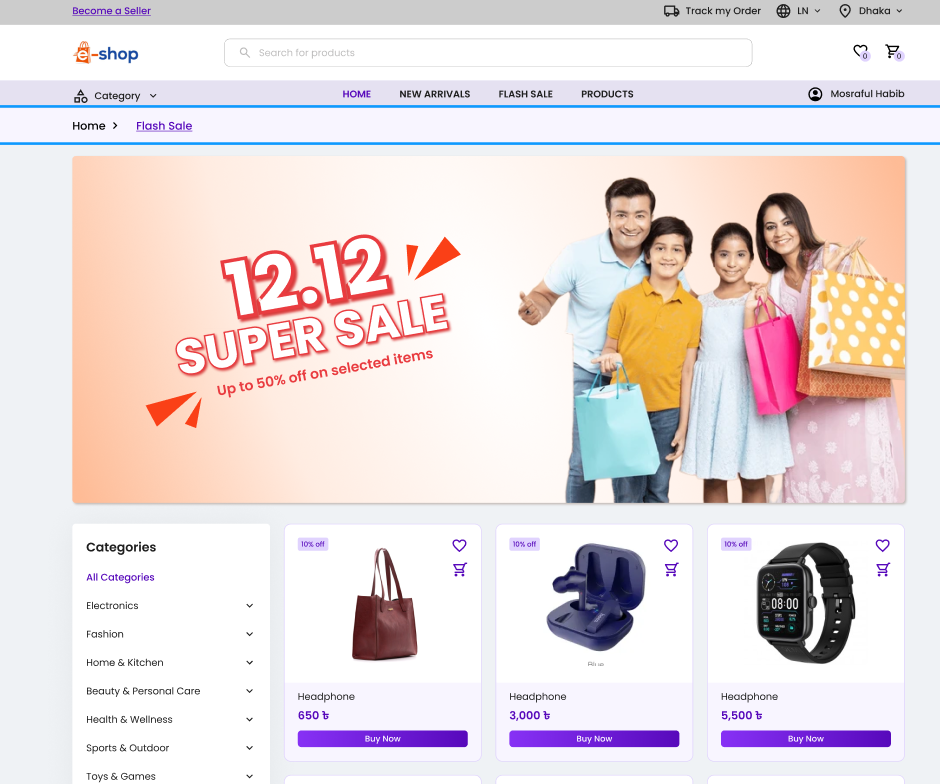 Become a Seller
Track my Order
LN
Dhaka
e-shop
Search for products
0
0
Category
HOME
NEW ARRIVALS
FLASH SALE
PRODUCTS
Mosraful Habib
Home
Flash Sale
12.12
SUPER SALE
Up to 50% off on selected items
Categories
All Categories
Electronics
Fashion
Home & Kitchen
Beauty & Personal Care
Health & Wellness
Sports & Outdoor
Toys & Games
10% off
Headphone
650 ৳
Buy Now
10% off
Blue
Headphone
3,000 ৳
Buy Now
10% off
08:00
Headphone
5,500 ৳
Buy Now